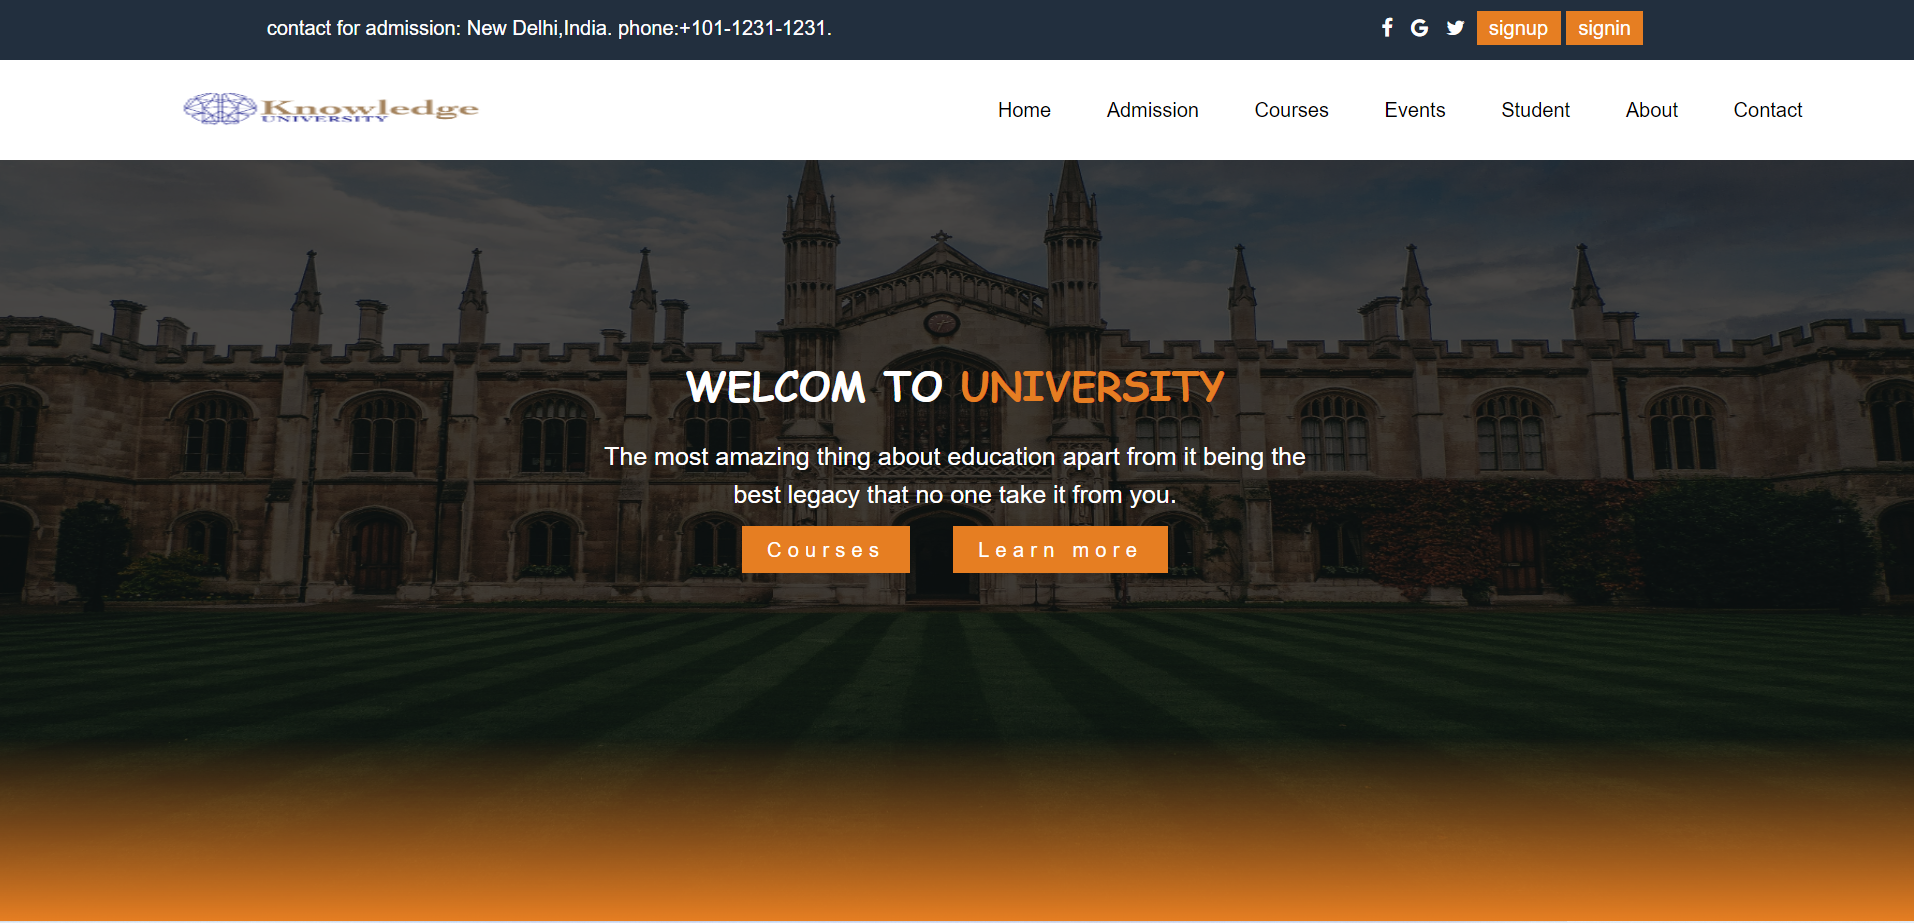 contact for admission: New Delhi,India. phone:+101-1231-1231.
signup
signin
Knowledge
UNIVERSITY
Home
Admission
Courses
Events
Student
About
Contact
WELCOM TO UNIVERSITY
The most amazing thing about education apart from it being the
best legacy that no one take it from you.
Courses
Learn more